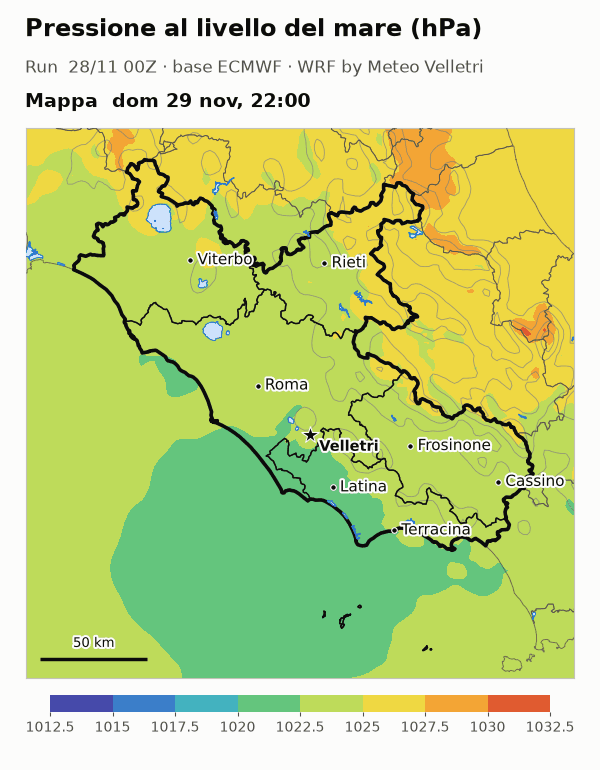 Pressione al livello del mare (hPa)
Run  28/11 00Z · base ECMWF · WRF by Meteo Velletri
Mappa  dom 29 nov, 22:00
Viterbo
Rieti
Roma
Velletri
Frosinone
Cassino
Latina
Terracina
50 km
1012.5 1015 1017.5 1020 1022.5 1025 1027.5 1030 1032.5